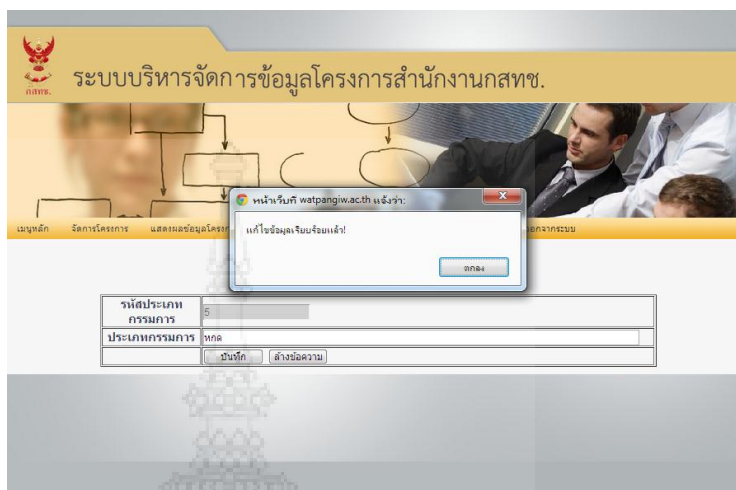 กสทช.
ระบบบริหารจัดการข้อมูลโครงการสำนักงานกสทช.
หน้าเว็บที่ watpangiw.ac.th แจ้งว่า:
เมนูหลัก จัดการโครงการ แสดงผลข้อมูลโครงก
อกจากระบบ
แก้ไขข้อมูลเรียบร้อยแล้ว!
ตกลง
รหัสประเภท
กรรมการ
5
ประเภทกรรมการ หกด
บันทึก ล้างข้อความ